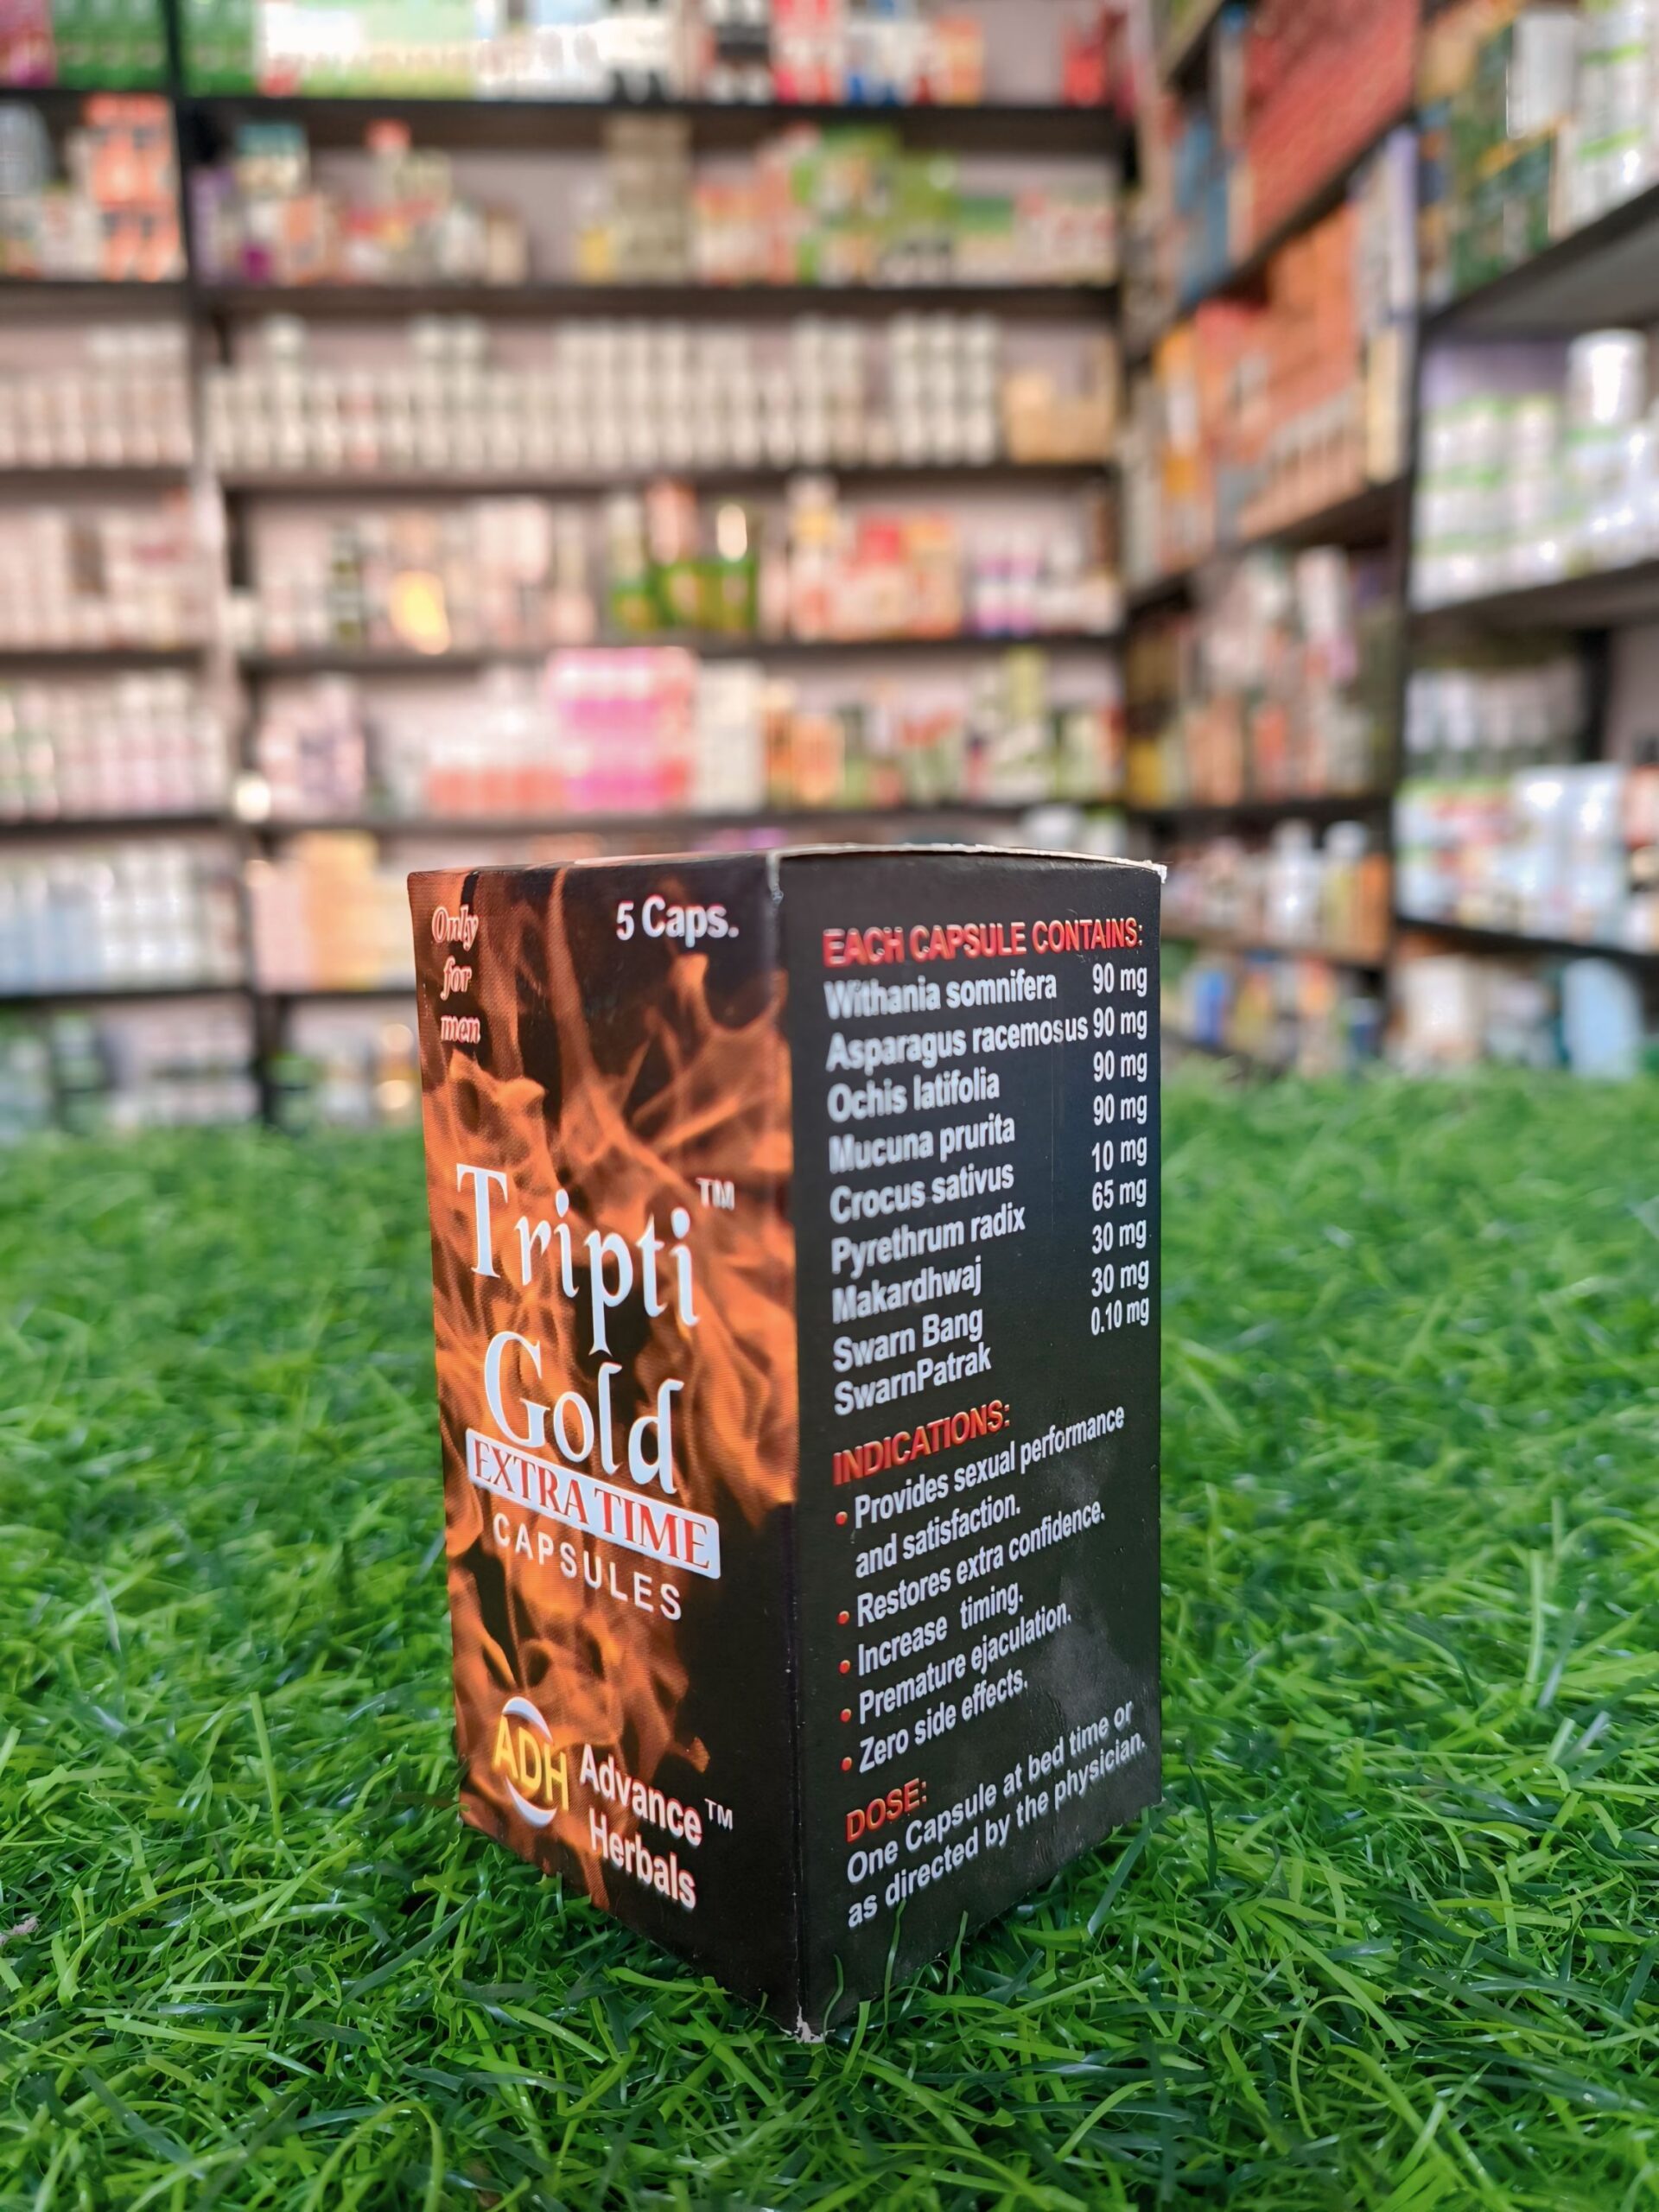 Only
for
men
5 Caps.
Tripti™
Gold
EXTRA TIME
CAPSULES
ADH Advance™
Herbals
EACH CAPSULE CONTAINS:
Withania somnifera 90 mg
Asparagus racemosus 90 mg
Ochis latifolia 90 mg
Mucuna prurita 90 mg
Crocus sativus 10 mg
Pyrethrum radix 65 mg
Makardhwaj 30 mg
Swarn Bang 30 mg
SwarnPatrak 0.10 mg
INDICATIONS:
• Provides sexual performance
and satisfaction.
• Restores extra confidence.
• Increase timing.
• Premature ejaculation.
• Zero side effects.
DOSE:
One Capsule at bed time or
as directed by the physician.